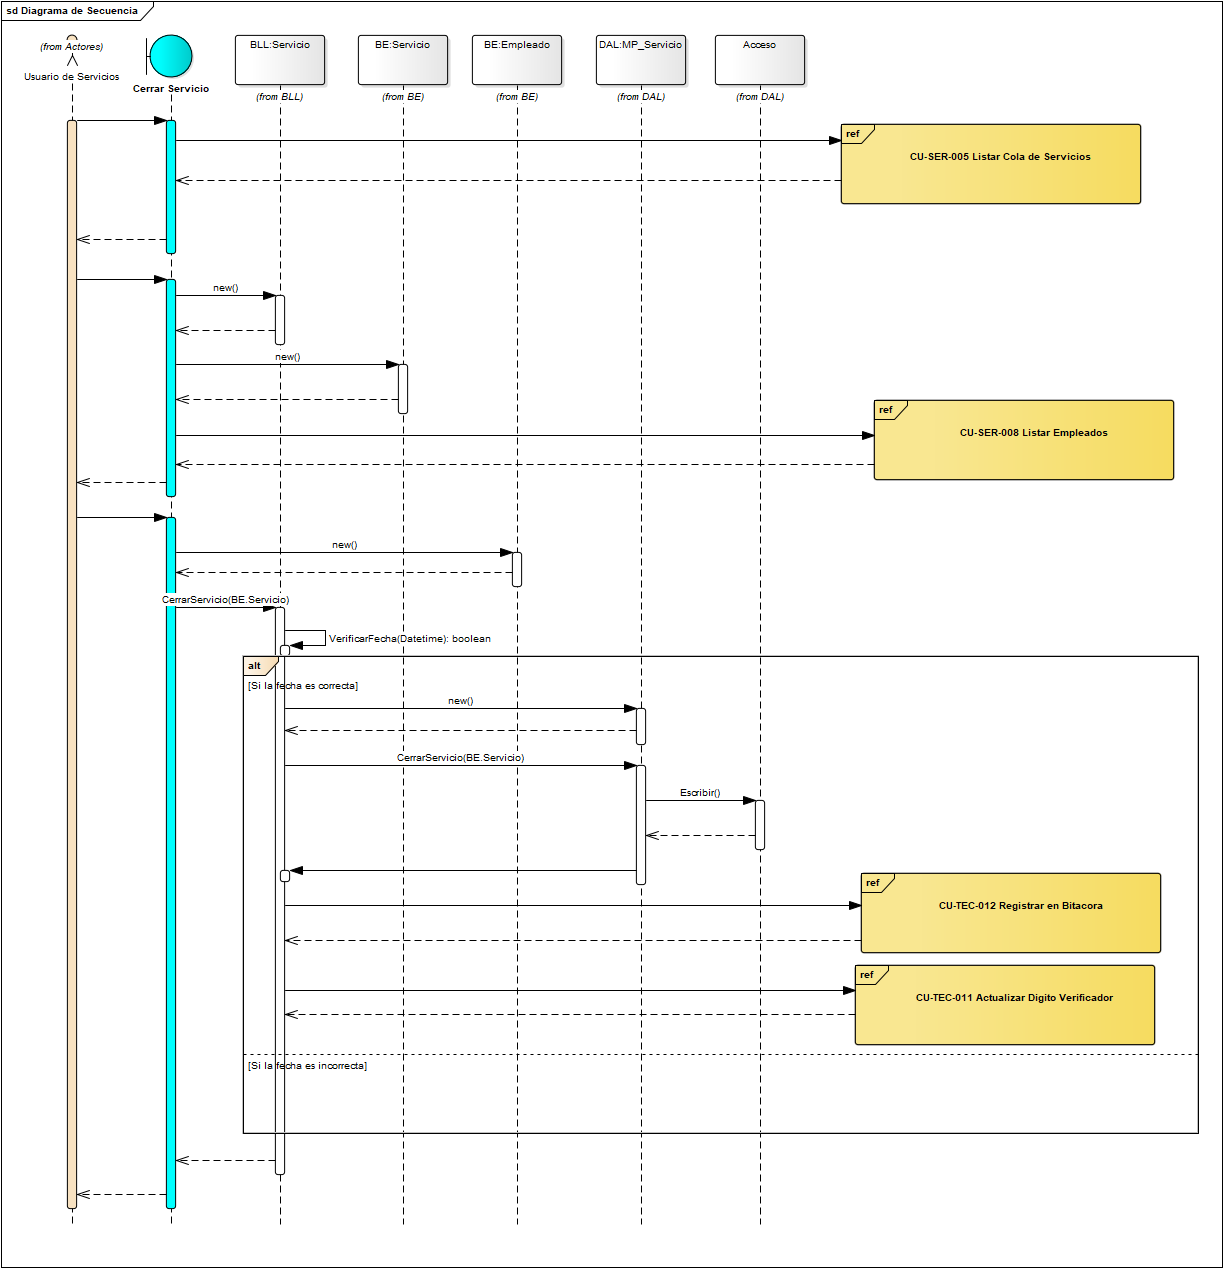 sd Diagrama de Secuencia
(from Actores)
Usuario de Servicios
Cerrar Servicio
BLL:Servicio
(from BLL)
BE:Servicio
(from BE)
BE:Empleado
(from BE)
DAL:MP_Servicio
(from DAL)
Acceso
(from DAL)
ref
CU-SER-005 Listar Cola de Servicios
new()
new()
ref
CU-SER-008 Listar Empleados
new()
CerrarServicio(BE.Servicio)
VerificarFecha(Datetime): boolean
alt
[Si la fecha es correcta]
new()
CerrarServicio(BE.Servicio)
Escribir()
ref
CU-TEC-012 Registrar en Bitacora
ref
CU-TEC-011 Actualizar Digito Verificador
[Si la fecha es incorrecta]